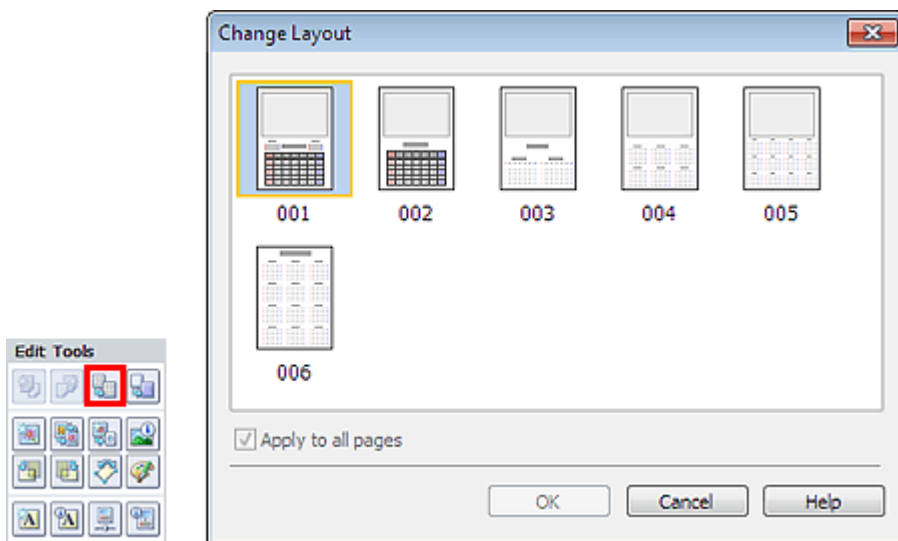 Change Layout
001 002 003 004 005
006
Edit Tools
Apply to all pages
OK Cancel Help